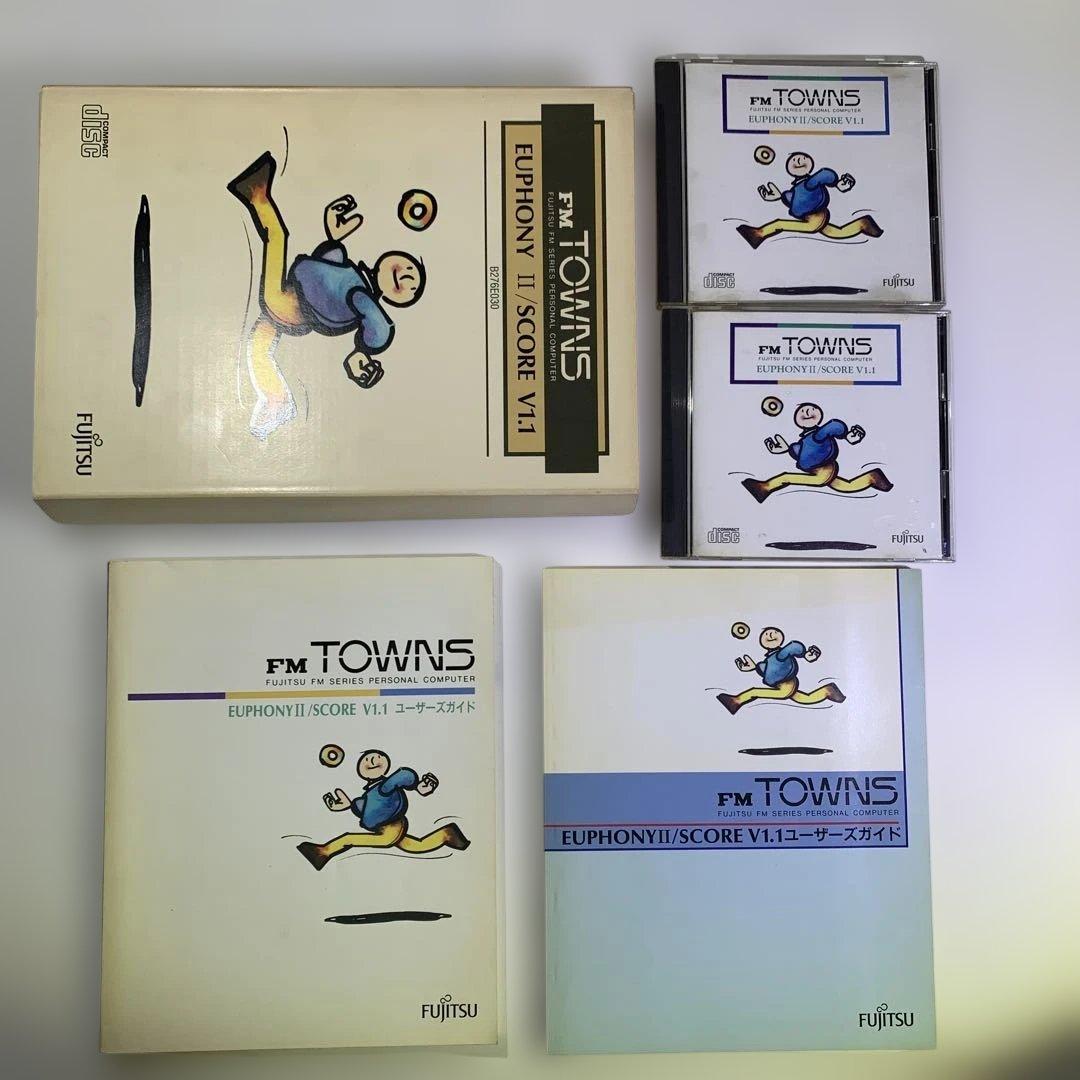 FM TOWNS
FUJITSU FM SERIES PERSONAL COMPUTER
EUPHONY II/SCORE V1.1
B276E030
COMPACT
disc
FUJITSU
FM TOWNS
FUJITSU FM SERIES PERSONAL COMPUTER
EUPHONY II/SCORE V1.1
COMPACT
disc
FUJITSU
FM TOWNS
FUJITSU FM SERIES PERSONAL COMPUTER
EUPHONY II/SCORE V1.1
COMPACT
disc
FUJITSU
FM TOWNS
FUJITSU FM SERIES PERSONAL COMPUTER
EUPHONY II/SCORE V1.1 ユーザーズガイド
FUJITSU
FM TOWNS
FUJITSU FM SERIES PERSONAL COMPUTER
EUPHONY II/SCORE V1.1ユーザーズガイド
FUJITSU